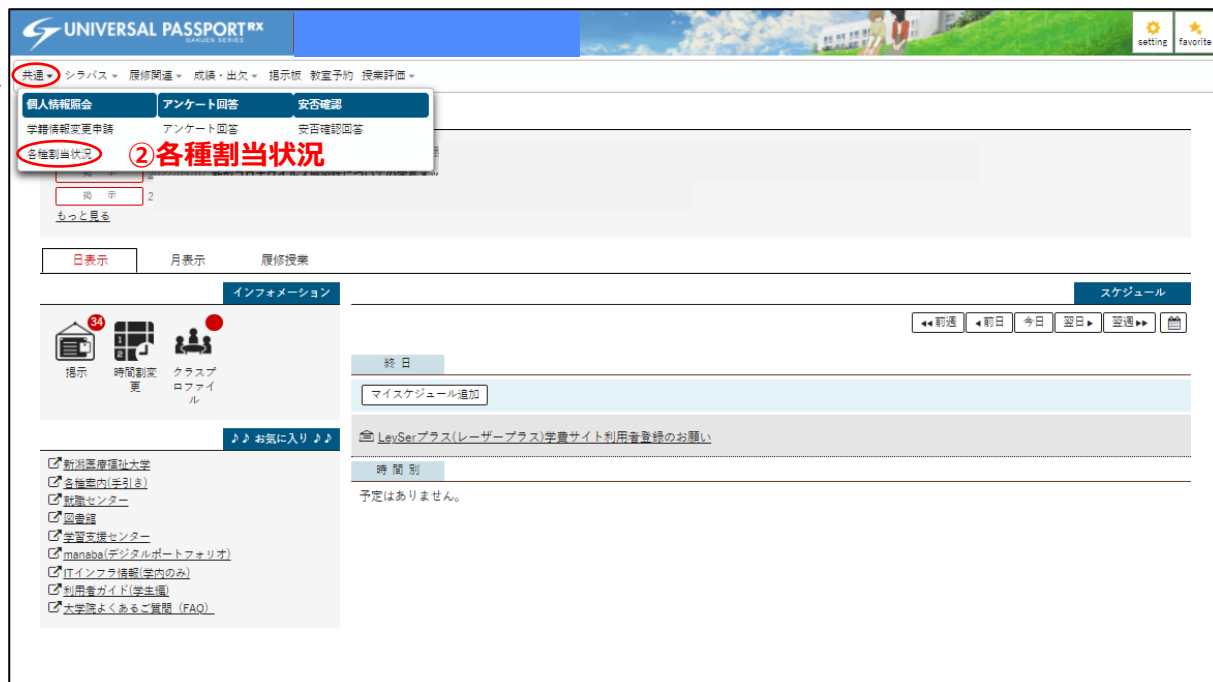 UNIVERSAL PASSPORT RX
GAKUEN SERIES
setting favorite
共通 シラバス 履修関連 成績・出欠 掲示板 教室予約 授業評価
個人情報照会 アンケート回答 安否確認
学籍情報変更申請 アンケート回答 安否確認回答
各種割当状況 ②各種割当状況
掲 示 2
もっと見る
日表示 月表示 履修授業
インフォメーション
スケジュール
前週 前日 今日 翌日 翌週
34
掲示 時間割変更 クラスプロファイル
終日
マイスケジュール追加
♪♪ お気に入り ♪♪
LeySerプラス(レーザープラス)学費サイト利用者登録のお願い
時間別
予定はありません。
新潟医療福祉大学
各種案内(手引き)
就職センター
図書館
学習支援センター
manaba(デジタルポートフォリオ)
ITインフラ情報(学内のみ)
利用者ガイド(学生編)
大学院よくあるご質問（FAQ）